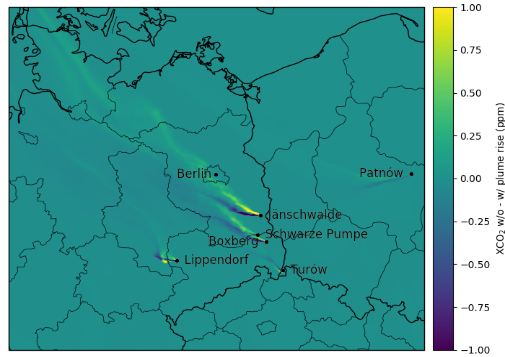 1.00
0.75
Berlin
Pątnów
0.50
Jänschwalde
0.25
Schwarze Pumpe
Boxberg
0.00
Lippendorf
Turów
−0.25
−0.50
−0.75
−1.00
XCO2 w/o - w/ plume rise (ppm)